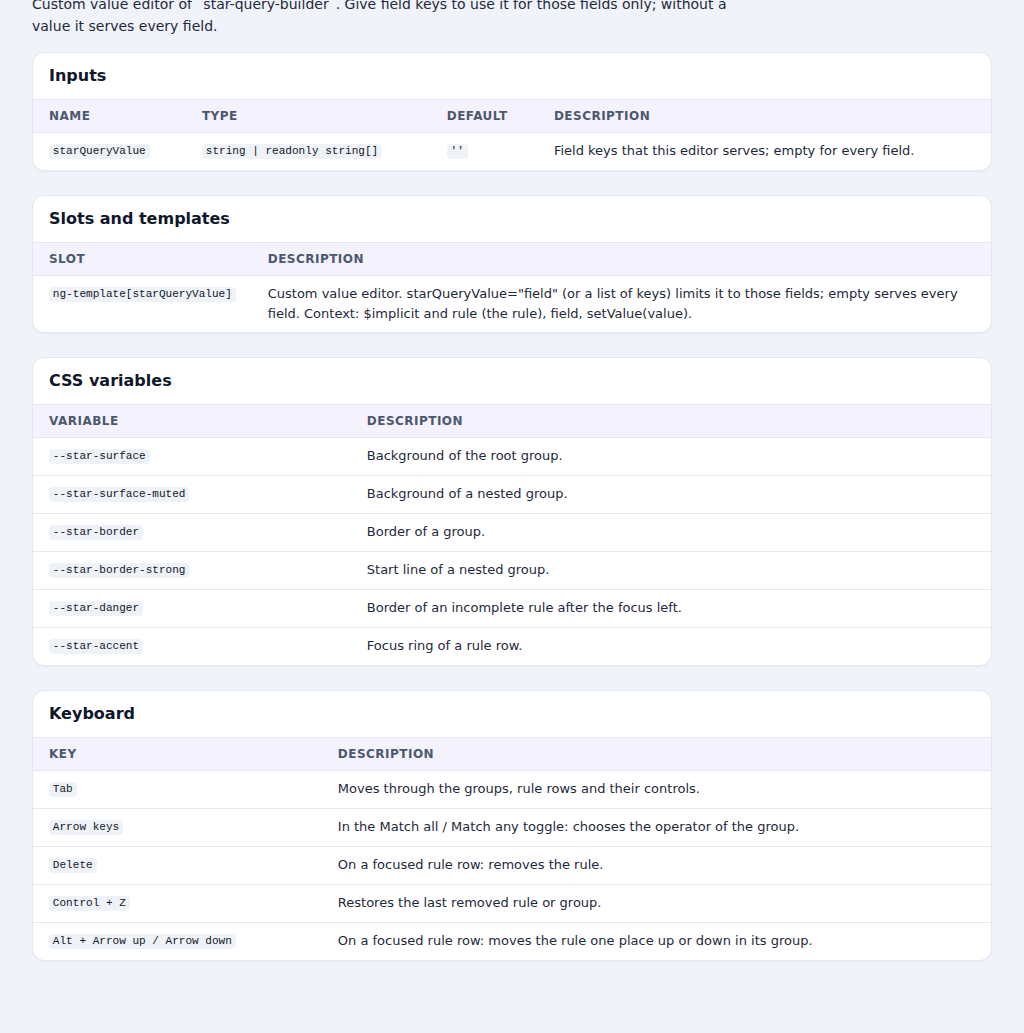 Custom value editor of star-query-builder . Give field keys to use it for those fields only; without a
value it serves every field.
Inputs
NAME TYPE DEFAULT DESCRIPTION
starQueryValue string | readonly string[] '' Field keys that this editor serves; empty for every field.
Slots and templates
SLOT DESCRIPTION
ng-template[starQueryValue] Custom value editor. starQueryValue="field" (or a list of keys) limits it to those fields; empty serves every
field. Context: $implicit and rule (the rule), field, setValue(value).
CSS variables
VARIABLE DESCRIPTION
--star-surface Background of the root group.
--star-surface-muted Background of a nested group.
--star-border Border of a group.
--star-border-strong Start line of a nested group.
--star-danger Border of an incomplete rule after the focus left.
--star-accent Focus ring of a rule row.
Keyboard
KEY DESCRIPTION
Tab Moves through the groups, rule rows and their controls.
Arrow keys In the Match all / Match any toggle: chooses the operator of the group.
Delete On a focused rule row: removes the rule.
Control + Z Restores the last removed rule or group.
Alt + Arrow up / Arrow down On a focused rule row: moves the rule one place up or down in its group.